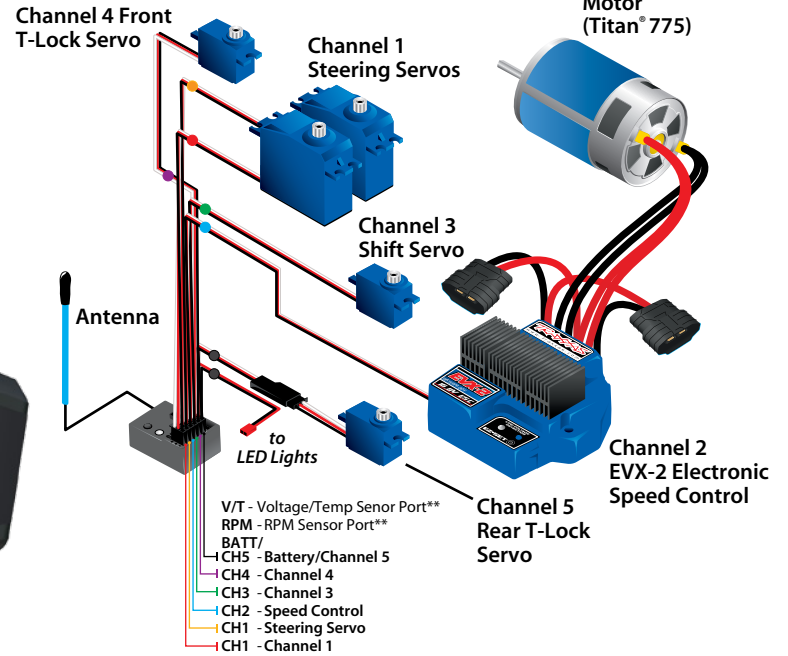 Channel 4 Front
T-Lock Servo
Channel 1
Steering Servos
Motor
(Titan® 775)
Channel 3
Shift Servo
Antenna
TRAXXAS
EVX-2
to
LED Lights
Channel 2
EVX-2 Electronic
Speed Control
Channel 5
Rear T-Lock
Servo
V/T - Voltage/Temp Senor Port**
RPM - RPM Sensor Port**
BATT/
CH5 - Battery/Channel 5
CH4 - Channel 4
CH3 - Channel 3
CH2 - Speed Control
CH1 - Steering Servo
CH1 - Channel 1